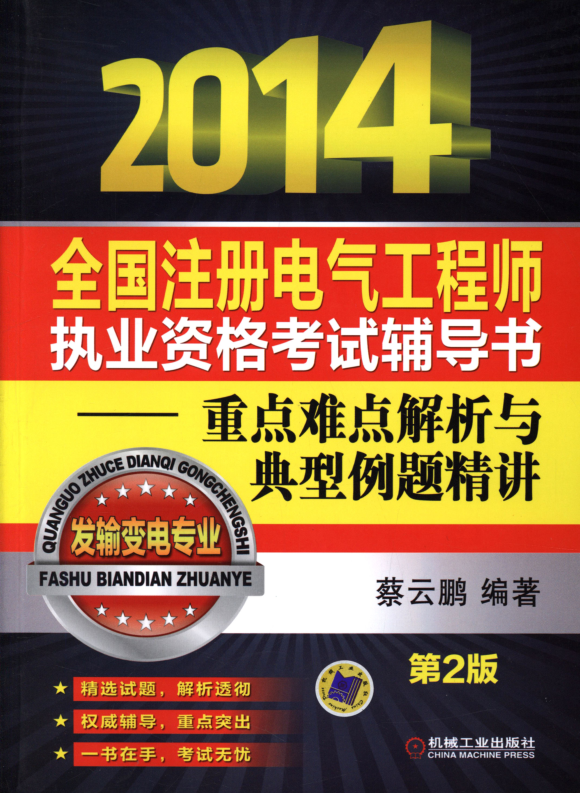 2014
全国注册电气工程师
执业资格考试辅导书
——重点难点解析与
典型例题精讲
QUANGUO ZHUCE DIANQI GONGCHENGSHI
发输变电专业
FASHU BIANDIAN ZHUANYE
蔡云鹏 编著
第2版
★ 精选试题，解析透彻
★ 权威辅导，重点突出
★ 一书在手，考试无忧
机械工业出版社
CHINA MACHINE PRESS